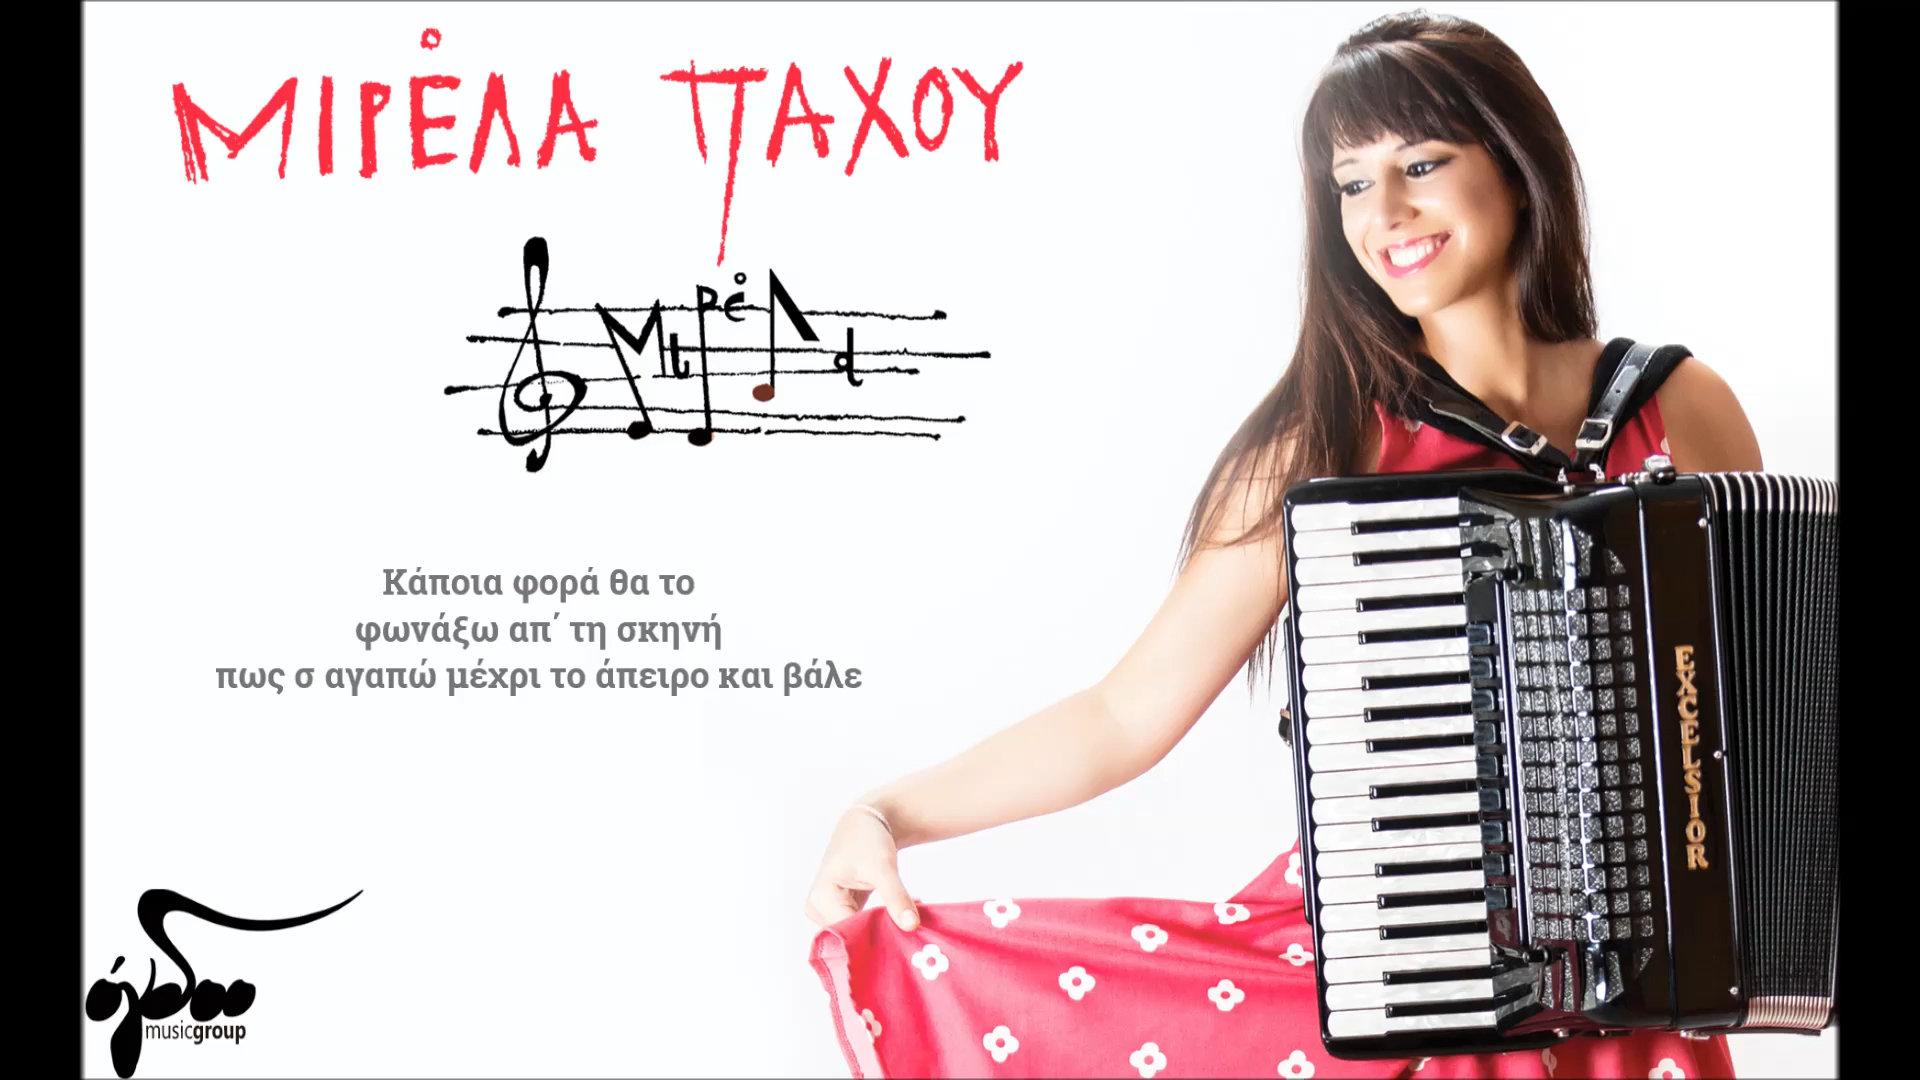 ΜΙΡΕΛΑ ΠΑΧΟΥ
Μιρέλα
Κάποια φορά θα το
φωνάξω απ΄ τη σκηνή
πως σ αγαπώ μέχρι το άπειρο και βάλε
EXCELSIOR
όγδοο
musicgroup